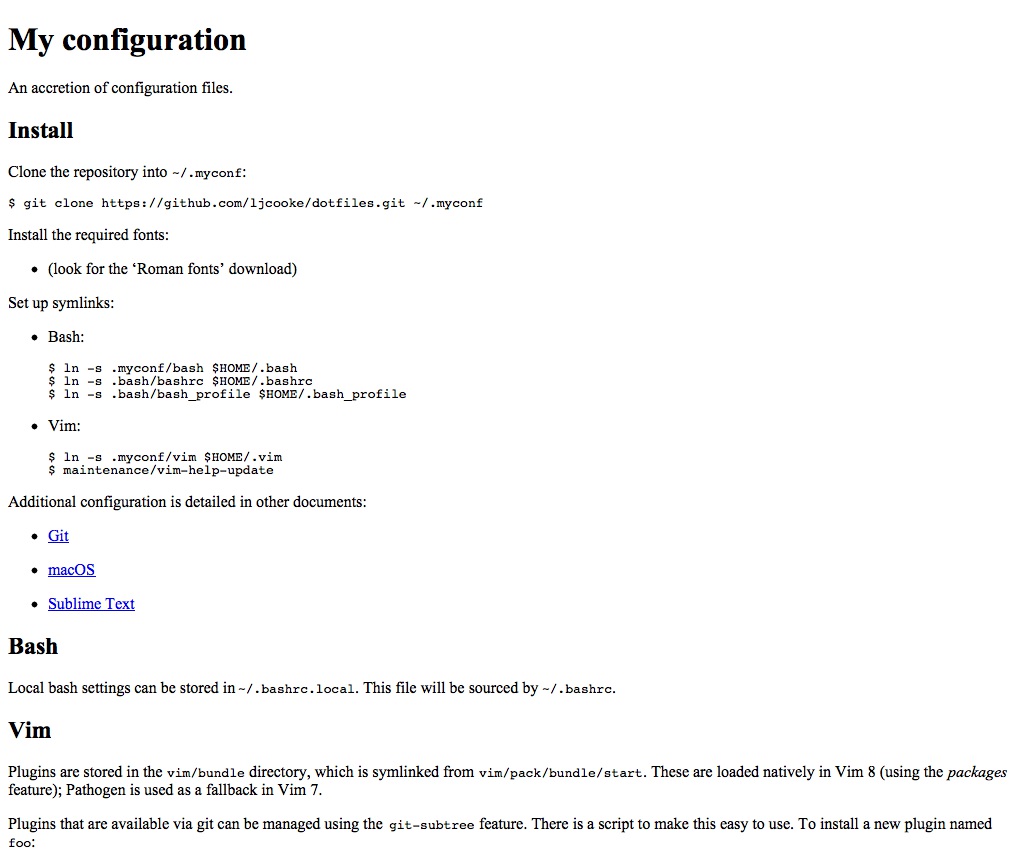 My configuration
An accretion of configuration files.
Install
Clone the repository into ~/.myconf:
$ git clone https://github.com/ljcooke/dotfiles.git ~/.myconf
Install the required fonts:
• (look for the ‘Roman fonts’ download)
Set up symlinks:
• Bash:
$ ln -s .myconf/bash $HOME/.bash
$ ln -s .bash/bashrc $HOME/.bashrc
$ ln -s .bash/bash_profile $HOME/.bash_profile
• Vim:
$ ln -s .myconf/vim $HOME/.vim
$ maintenance/vim-help-update
Additional configuration is detailed in other documents:
• Git
• macOS
• Sublime Text
Bash
Local bash settings can be stored in ~/.bashrc.local. This file will be sourced by ~/.bashrc.
Vim
Plugins are stored in the vim/bundle directory, which is symlinked from vim/pack/bundle/start. These are loaded natively in Vim 8 (using the packages
feature); Pathogen is used as a fallback in Vim 7.
Plugins that are available via git can be managed using the git-subtree feature. There is a script to make this easy to use. To install a new plugin named
foo: